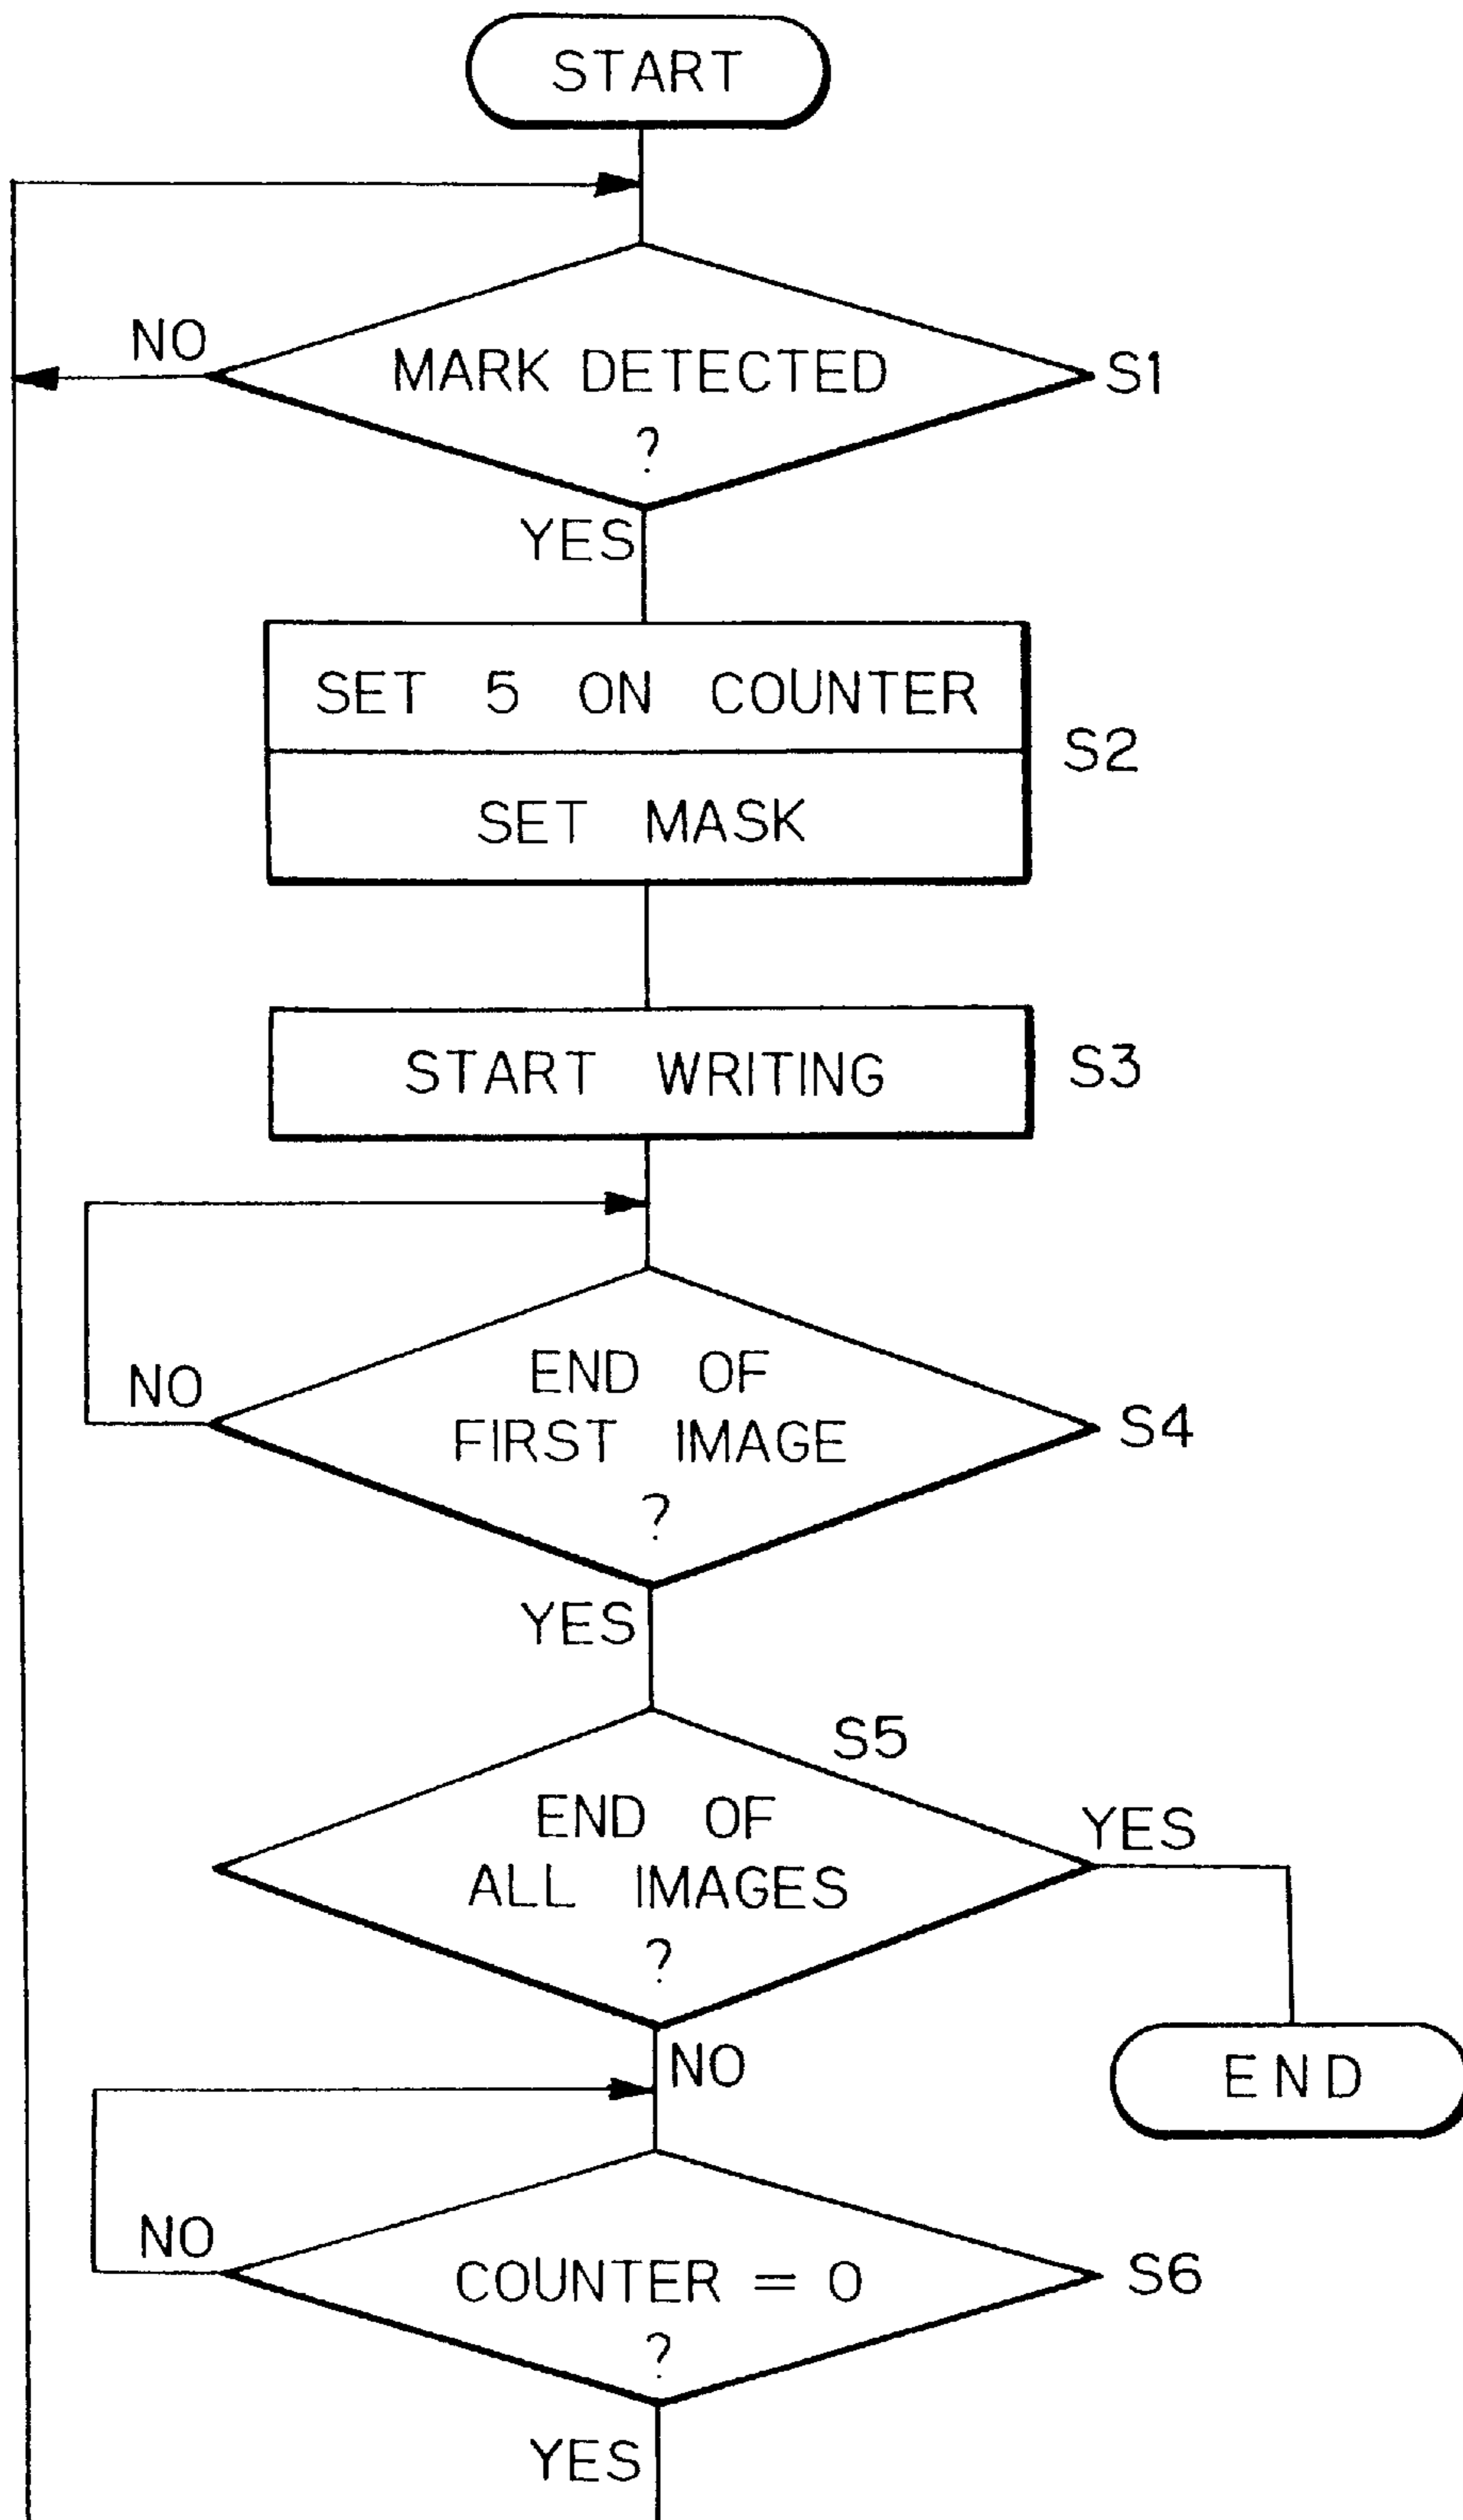 START
NO
MARK DETECTED
?
S1
YES
SET 5 ON COUNTER
SET MASK
S2
START WRITING
S3
NO
END OF
FIRST IMAGE
?
S4
YES
S5
END OF
ALL IMAGES
?
YES
NO
END
NO
COUNTER = 0
?
S6
YES